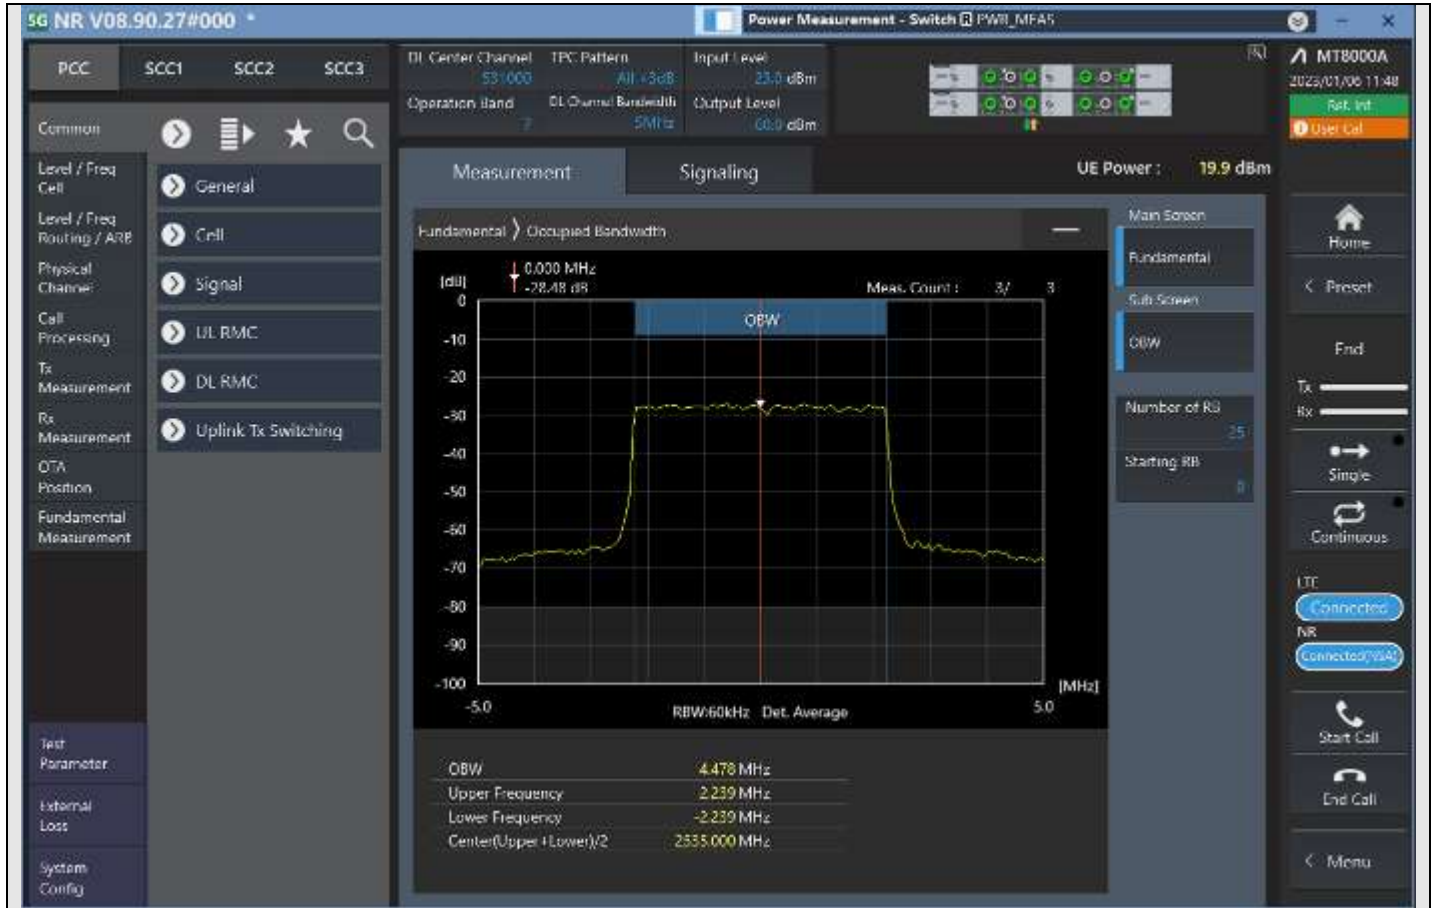 5G NR V08.90.27#000 *
Power Measurement - Switch PWR_MEAS
PCC SCC1 SCC2 SCC3
DL Center Channel TPC Pattern Input Level
531000 All +3dB 23.0 dBm
Operation Band DL Channel Bandwidth Output Level
7 5MHz dBm
MT8000A
2023/01/06 11:48
Ref. Int
User Cal
Common
Level / Freq
Cell
Level / Freq
Routing / ARB
Physical
Channel
Call
Processing
Tx
Measurement
Rx
Measurement
OTA
Position
Fundamental
Measurement
Test
Parameter
External
Loss
System
Config
General
Cell
Signal
UL RMC
DL RMC
Uplink Tx Switching
Measurement Signaling
UE Power : 19.9 dBm
Fundamental Occupied Bandwidth
[dB]
0.000 MHz
-28.48 dB
Meas. Count : 3/ 3
OBW
0
-10
-20
-30
-40
-50
-60
-70
-80
-90
-100
-5.0
5.0
[MHz]
RBW:60kHz Det. Average
OBW 4.478 MHz
Upper Frequency 2.239 MHz
Lower Frequency -2.239 MHz
Center(Upper+Lower)/2 2535.000 MHz
Main Screen
Fundamental
Sub Screen
OBW
Number of RB
25
Starting RB
0
Home
< Preset
End
Tx
Rx
Single
Continuous
LTE
Connected
NR
Connected(NSA)
Start Call
End Call
< Menu